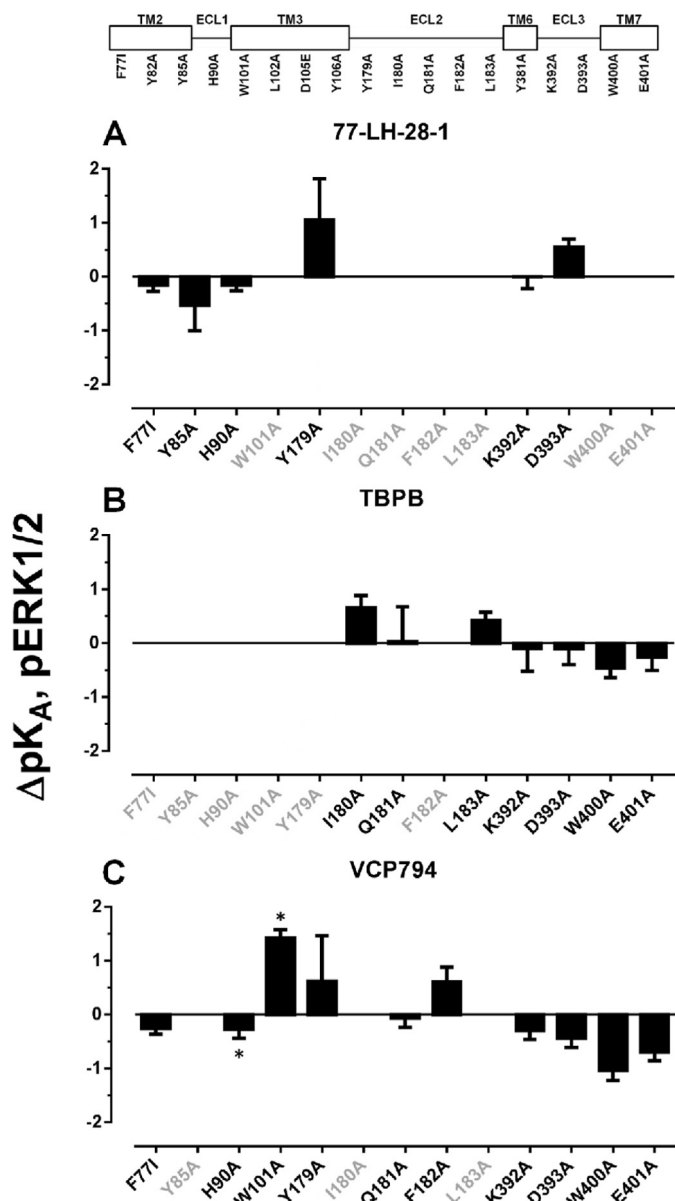 TM2 ECL1 TM3 ECL2 TM6 ECL3 TM7
F77I Y82A Y85A H90A W101A L102A D105E Y106A Y179A I180A Q181A F182A L183A Y381A K392A D393A W400A E401A
A 77-LH-28-1
2
1
0
-1
-2
F77I Y85A H90A W101A Y179A I180A Q181A F182A L183A K392A D393A W400A E401A
B TBPB
2
1
0
-1
-2
F77I Y85A H90A W101A Y179A I180A Q181A F182A L183A K392A D393A W400A E401A
C VCP794
2
*
1
0
*
-1
-2
F77I Y85A H90A W101A Y179A I180A Q181A F182A L183A K392A D393A W400A E401A
ΔpKA, pERK1/2